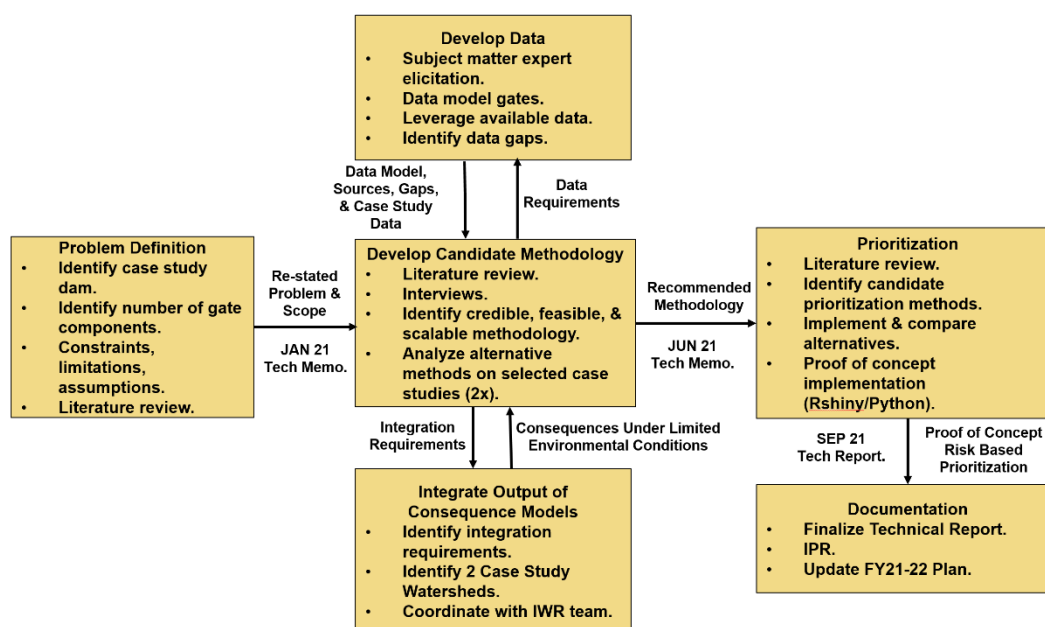 Develop Data
• Subject matter expert
elicitation.
• Data model gates.
• Leverage available data.
• Identify data gaps.
Data Model,
Sources, Gaps,
& Case Study
Data
Data
Requirements
Problem Definition
• Identify case study
dam.
• Identify number of gate
components.
• Constraints,
limitations,
assumptions.
• Literature review.
Re-stated
Problem &
Scope
JAN 21
Tech Memo.
Develop Candidate Methodology
• Literature review.
• Interviews.
• Identify credible, feasible, &
scalable methodology.
• Analyze alternative
methods on selected case
studies (2x).
Recommended
Methodology
JUN 21
Tech Memo.
Prioritization
• Literature review.
• Identify candidate
prioritization methods.
• Implement & compare
alternatives.
• Proof of concept
implementation
(Rshiny/Python).
Integration
Requirements
Consequences Under Limited
Environmental Conditions
SEP 21
Tech Report.
Proof of Concept
Risk Based
Prioritization
Integrate Output of
Consequence Models
• Identify integration
requirements.
• Identify 2 Case Study
Watersheds.
• Coordinate with IWR team.
Documentation
• Finalize Technical Report.
• IPR.
• Update FY21-22 Plan.